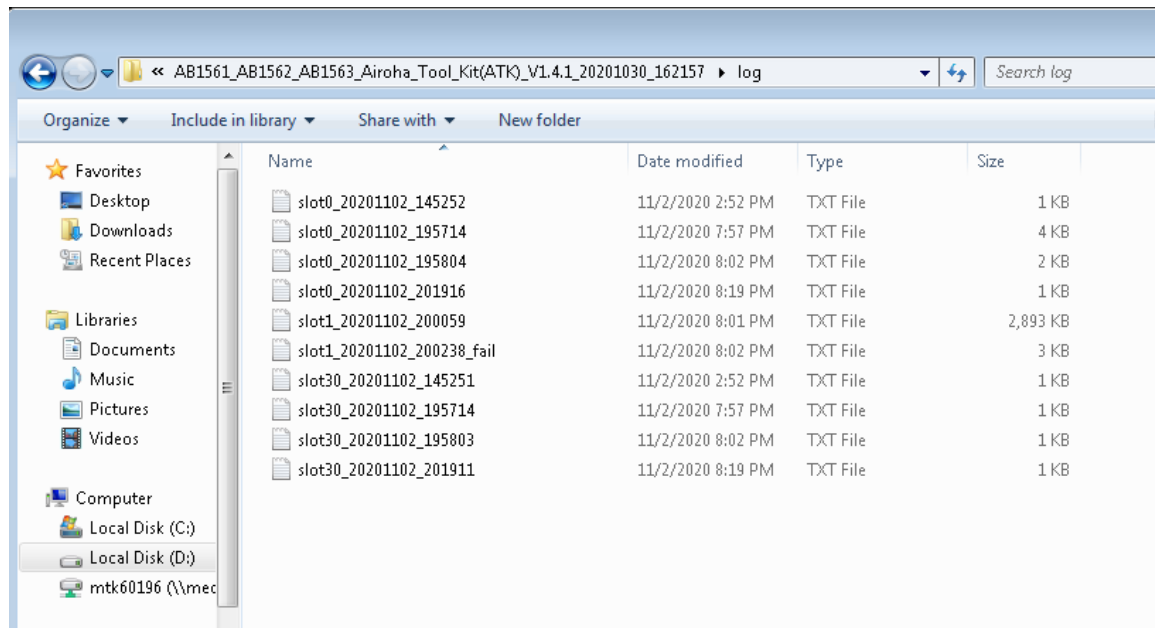 « AB1561_AB1562_AB1563_Airoha_Tool_Kit(ATK)_V1.4.1_20201030_162157 ▸ log Search log
Organize Include in library Share with New folder
Name Date modified Type Size
Favorites
Desktop
Downloads
Recent Places
Libraries
Documents
Music
Pictures
Videos
Computer
Local Disk (C:)
Local Disk (D:)
mtk60196 (\\mec
slot0_20201102_145252 11/2/2020 2:52 PM TXT File 1 KB
slot0_20201102_195714 11/2/2020 7:57 PM TXT File 4 KB
slot0_20201102_195804 11/2/2020 8:02 PM TXT File 2 KB
slot0_20201102_201916 11/2/2020 8:19 PM TXT File 1 KB
slot1_20201102_200059 11/2/2020 8:01 PM TXT File 2,893 KB
slot1_20201102_200238_fail 11/2/2020 8:02 PM TXT File 3 KB
slot30_20201102_145251 11/2/2020 2:52 PM TXT File 1 KB
slot30_20201102_195714 11/2/2020 7:57 PM TXT File 1 KB
slot30_20201102_195803 11/2/2020 8:02 PM TXT File 1 KB
slot30_20201102_201911 11/2/2020 8:19 PM TXT File 1 KB